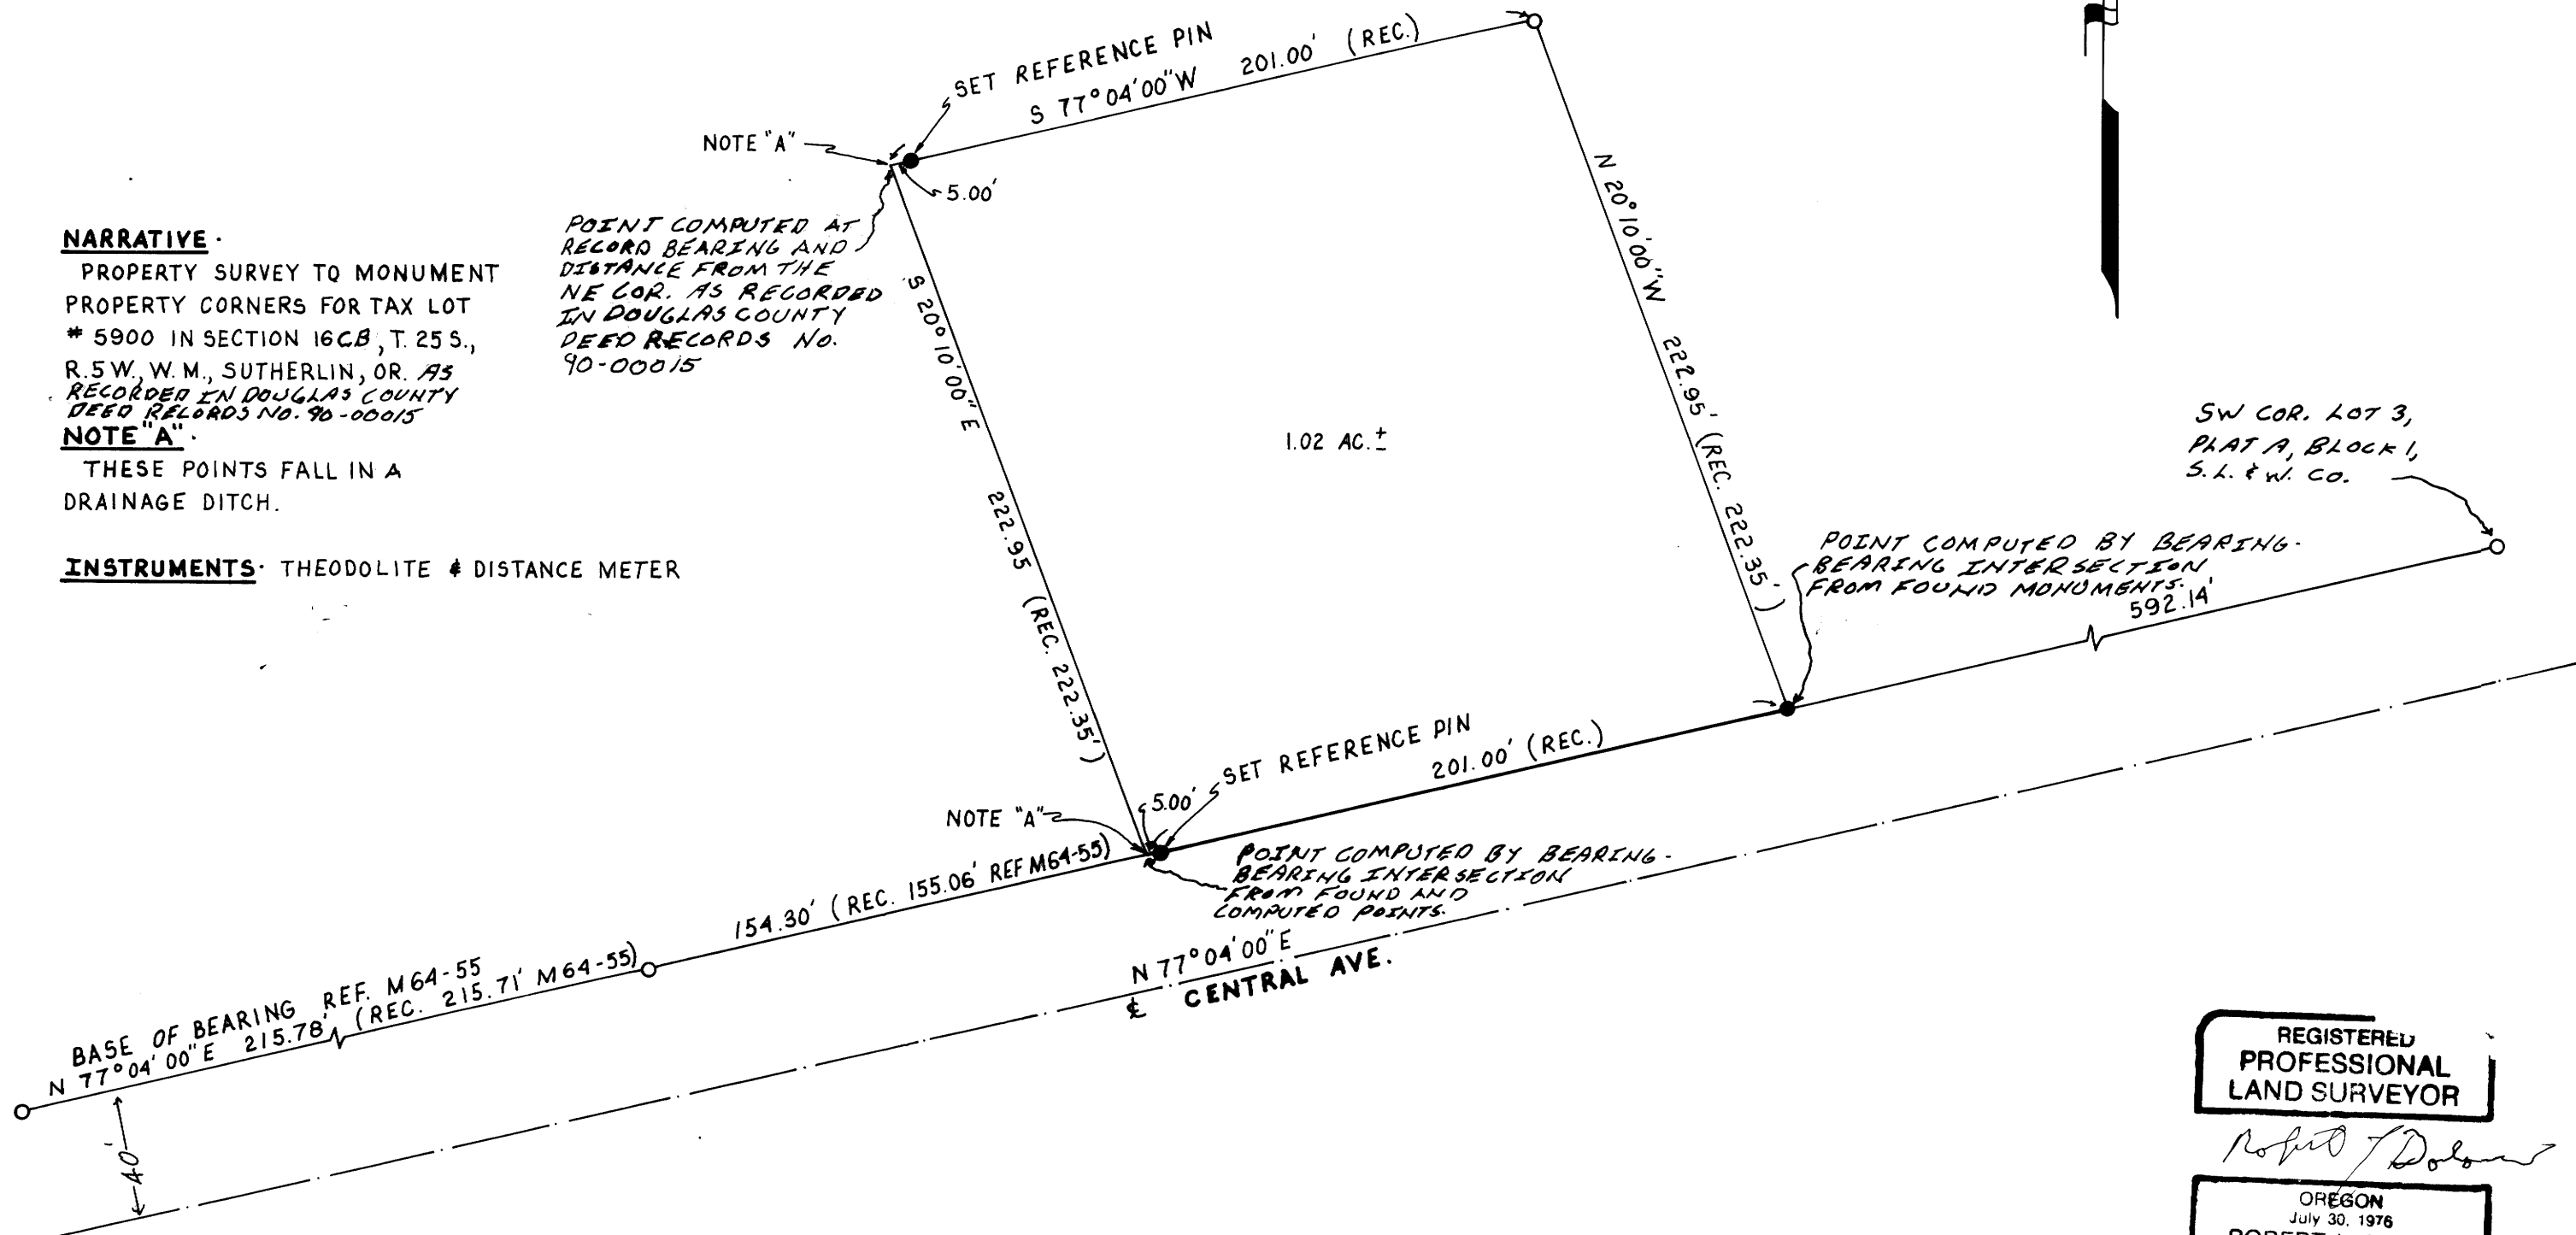 SET REFERENCE PIN
S 77°04'00"W 201.00' (REC.)
NOTE "A"
5.00'
POINT COMPUTED AT
RECORD BEARING AND
DISTANCE FROM THE
NE COR. AS RECORDED
IN DOUGLAS COUNTY
DEED RECORDS NO.
90-00015
NARRATIVE.
PROPERTY SURVEY TO MONUMENT
PROPERTY CORNERS FOR TAX LOT
# 5900 IN SECTION 16CB, T. 25 S.,
R.5W., W.M., SUTHERLIN, OR. AS
RECORDED IN DOUGLAS COUNTY
DEED RECORDS NO. 90-00015
NOTE "A".
THESE POINTS FALL IN A
DRAINAGE DITCH.
INSTRUMENTS. THEODOLITE & DISTANCE METER
S 20°10'00"E 222.95 (REC. 222.35')
N 20°10'00"W 222.95' (REC. 222.35')
1.02 AC.±
SW COR. LOT 3,
PLAT A, BLOCK 1,
S.L. & W. CO.
POINT COMPUTED BY BEARING-
BEARING INTERSECTION
FROM FOUND MONUMENTS.
592.14'
SET REFERENCE PIN
201.00' (REC.)
5.00'
NOTE "A"
POINT COMPUTED BY BEARING-
BEARING INTERSECTION
FROM FOUND AND
COMPUTED POINTS.
154.30' (REC. 155.06' REF M64-55)
N 77°04'00"E
℄ CENTRAL AVE.
BASE OF BEARING REF. M64-55
N 77°04'00"E 215.78' (REC. 215.71' M64-55)
40'
REGISTERED
PROFESSIONAL
LAND SURVEYOR
OREGON
July 30, 1976